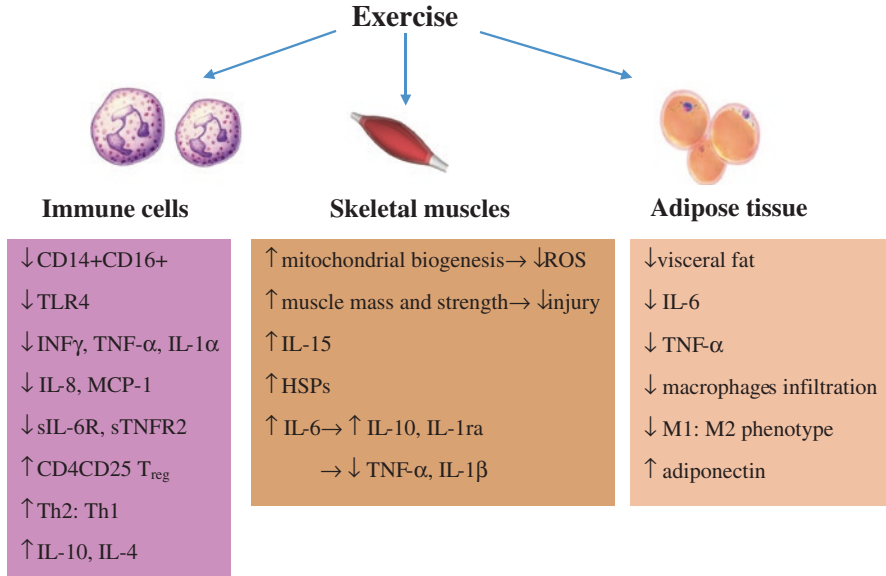 Exercise
Immune cells
↓CD14+CD16+
↓TLR4
↓INFγ, TNF-α, IL-1α
↓ IL-8, MCP-1
↓sIL-6R, sTNFR2
↑CD4CD25 Treg
↑Th2: Th1
↑IL-10, IL-4
Skeletal muscles
↑mitochondrial biogenesis→ ↓ROS
↑muscle mass and strength→ ↓injury
↑IL-15
↑HSPs
↑ IL-6→ ↑ IL-10, IL-1ra
→ ↓ TNF-α, IL-1β
Adipose tissue
↓visceral fat
↓ IL-6
↓ TNF-α
↓ macrophages infiltration
↓ M1: M2 phenotype
↑ adiponectin